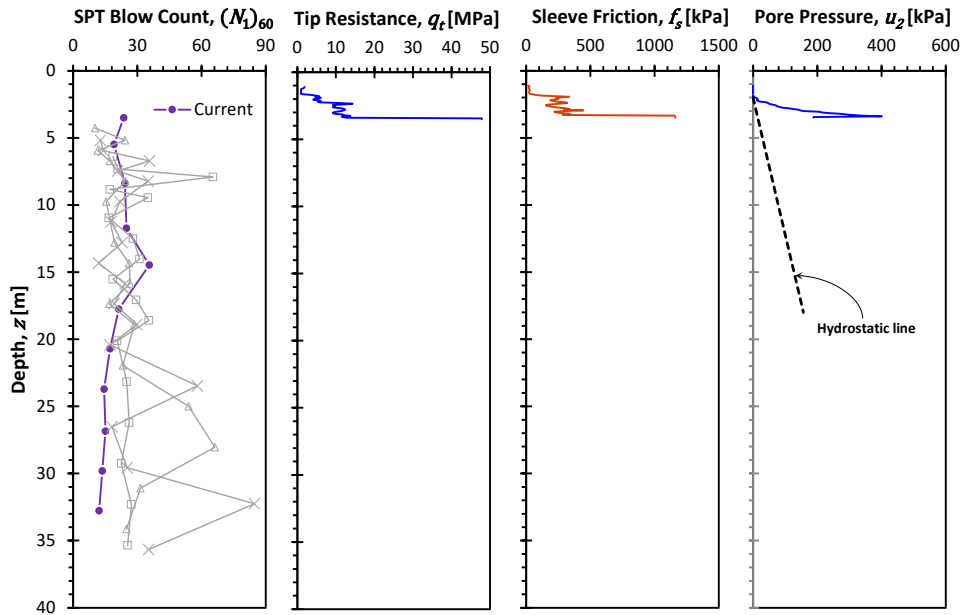 SPT Blow Count, (N₁)₆₀
Tip Resistance, qₜ [MPa]
Sleeve Friction, fₛ [kPa]
Pore Pressure, u₂ [kPa]
0 30 60 90
0 10 20 30 40 50
0 500 1000 1500
0 200 400 600
Depth, z [m]
0
5
10
15
20
25
30
35
40
Current
Hydrostatic line